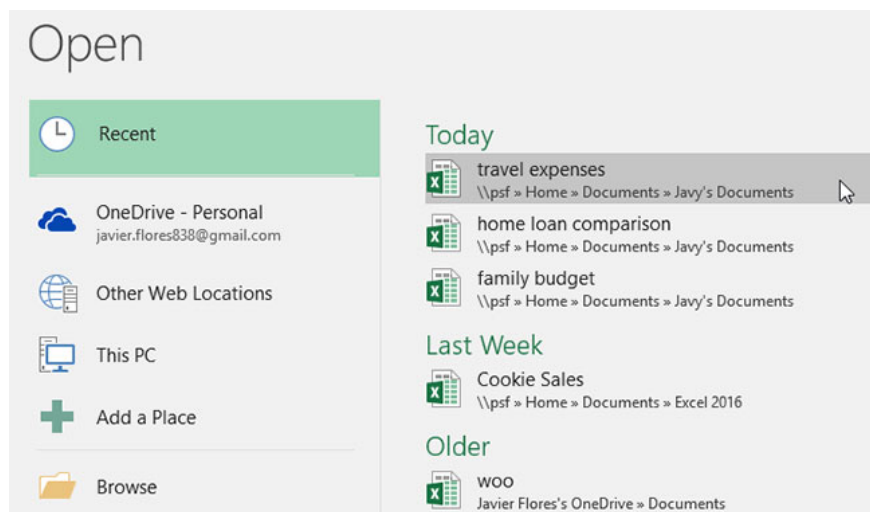 Open
Recent
OneDrive - Personal
javier.flores838@gmail.com
Other Web Locations
This PC
Add a Place
Browse
Today
travel expenses
\\psf » Home » Documents » Javy's Documents
home loan comparison
\\psf » Home » Documents » Javy's Documents
family budget
\\psf » Home » Documents » Javy's Documents
Last Week
Cookie Sales
\\psf » Home » Documents » Excel 2016
Older
woo
Javier Flores's OneDrive » Documents